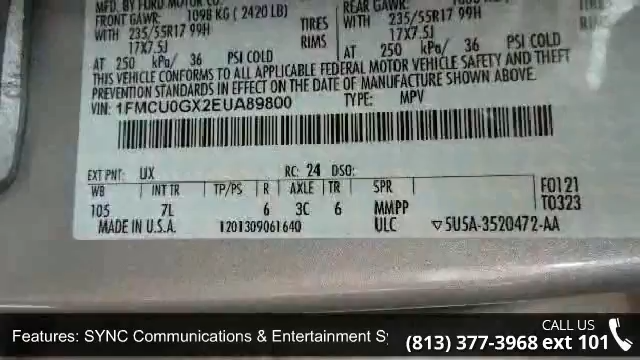 MFD. BY FORD MOTOR CO.
FRONT GAWR: 1098 KG ( 2420 LB) REAR GAWR:
WITH 235/55R17 99H TIRES WITH 235/55R17 99H
17X7.5J RIMS 17X7.5J
AT 250 kPa/ 36 PSI COLD AT 250 kPa/ 36 PSI COLD
THIS VEHICLE CONFORMS TO ALL APPLICABLE FEDERAL MOTOR VEHICLE SAFETY AND THEFT
PREVENTION STANDARDS IN EFFECT ON THE DATE OF MANUFACTURE SHOWN ABOVE.
VIN: 1FMCU0GX2EUA89800 TYPE: MPV
EXT PNT: UX RC: 24 DSO:
WB INT TR TP/PS R AXLE TR SPR F0121
105 7L 6 3C 6 MMPP T0323
MADE IN U.S.A. 1201309061640 ULC ▽5U5A-3520472-AA
Features: SYNC Communications & Entertainment Sy
(813) 377-3968 ext 101